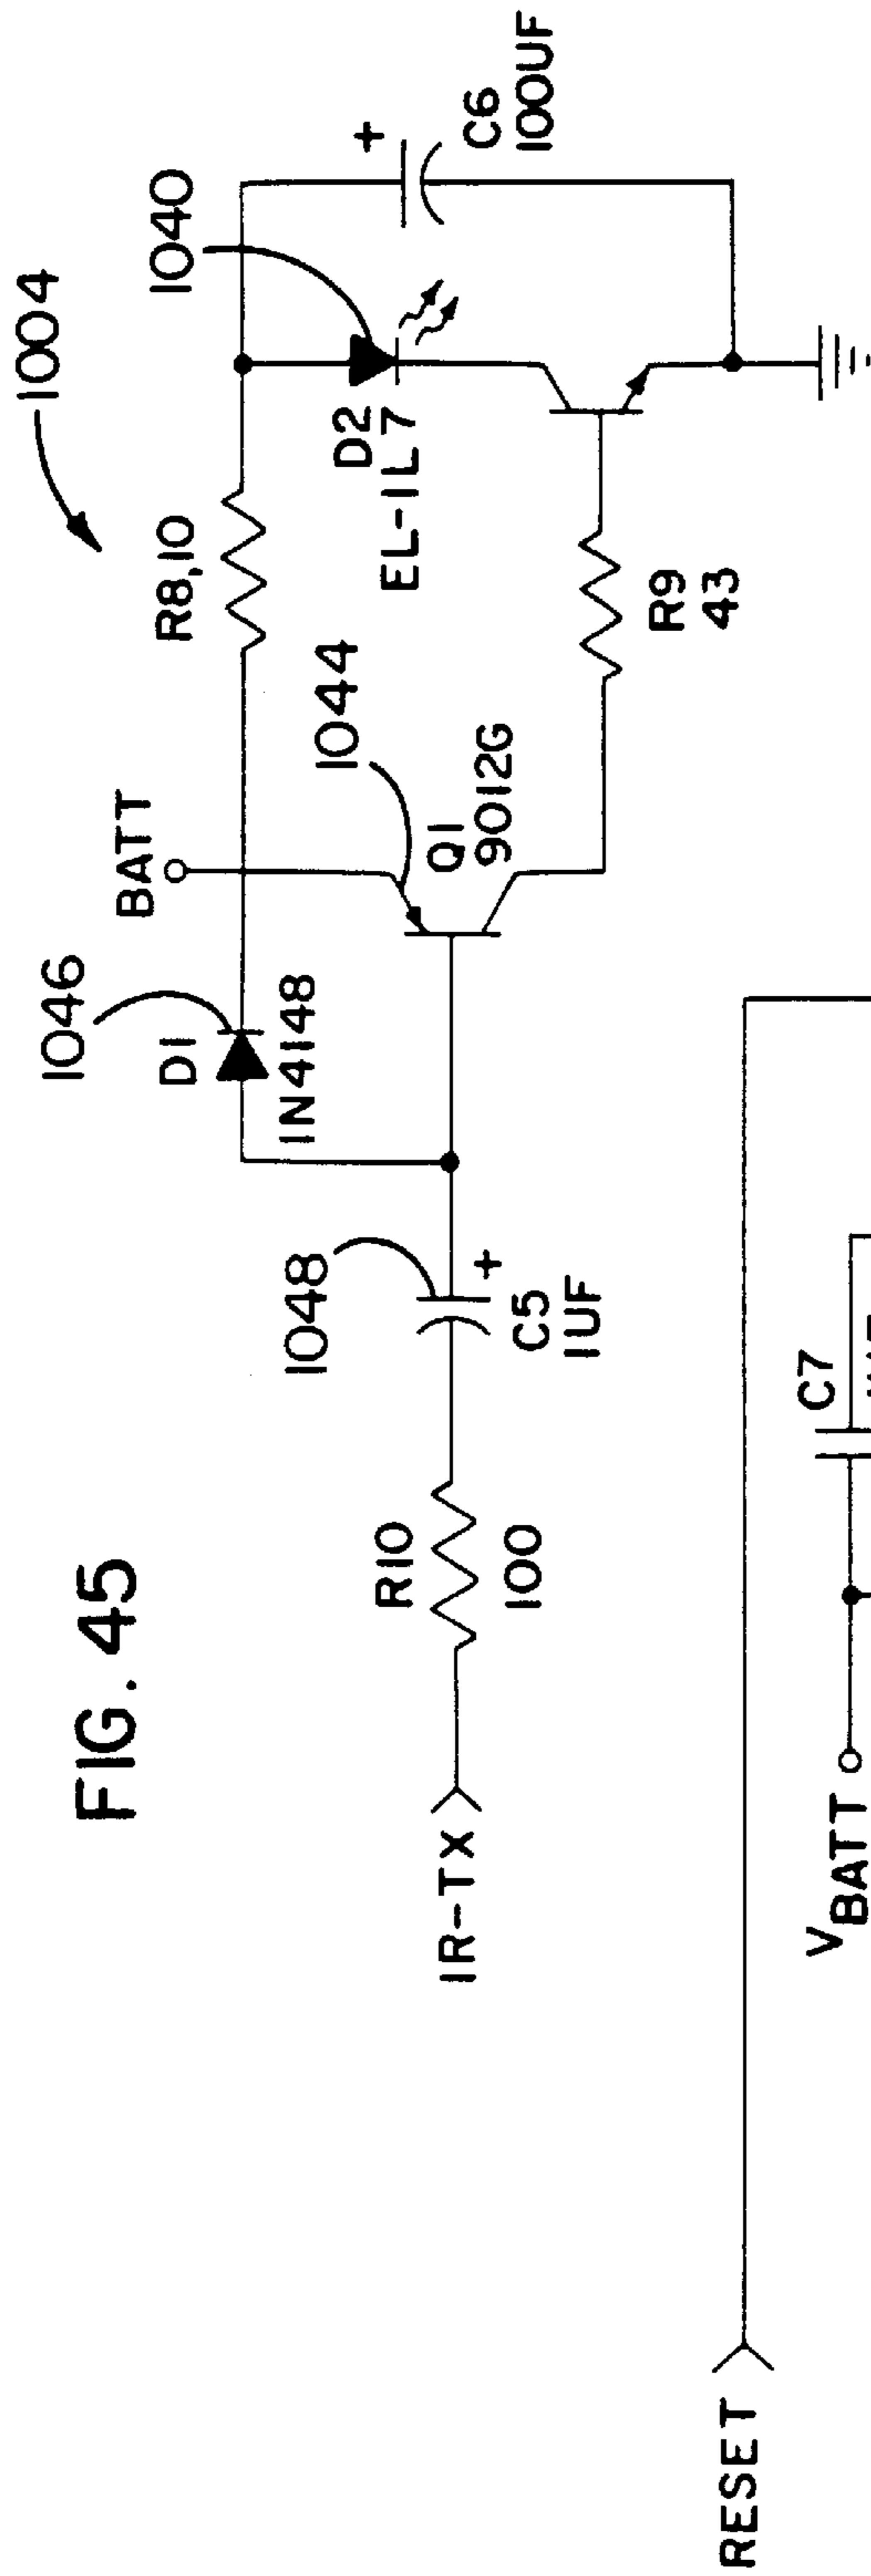 FIG. 45
1004
1046
BATT
R8,10
1040
D1
1N4148
1044
D2
EL-1L7
C6
100UF
1048
Q1
9012G
R10
100
C5
1UF
R9
43
IR-TX
RESET
VBATT
C7